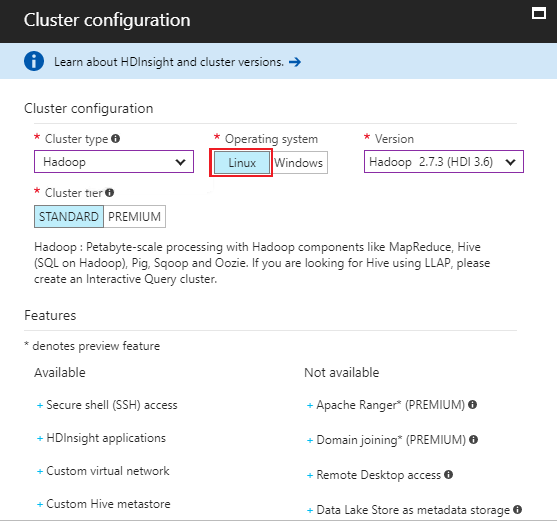 Cluster configuration
Learn about HDInsight and cluster versions. →
Cluster configuration
* Cluster type * Operating system * Version
Hadoop Linux Windows Hadoop 2.7.3 (HDI 3.6)
* Cluster tier
STANDARD PREMIUM
Hadoop : Petabyte-scale processing with Hadoop components like MapReduce, Hive
(SQL on Hadoop), Pig, Sqoop and Oozie. If you are looking for Hive using LLAP, please
create an Interactive Query cluster.
Features
* denotes preview feature
Available Not available
+ Secure shell (SSH) access + Apache Ranger* (PREMIUM)
+ HDInsight applications + Domain joining* (PREMIUM)
+ Custom virtual network + Remote Desktop access
+ Custom Hive metastore + Data Lake Store as metadata storage